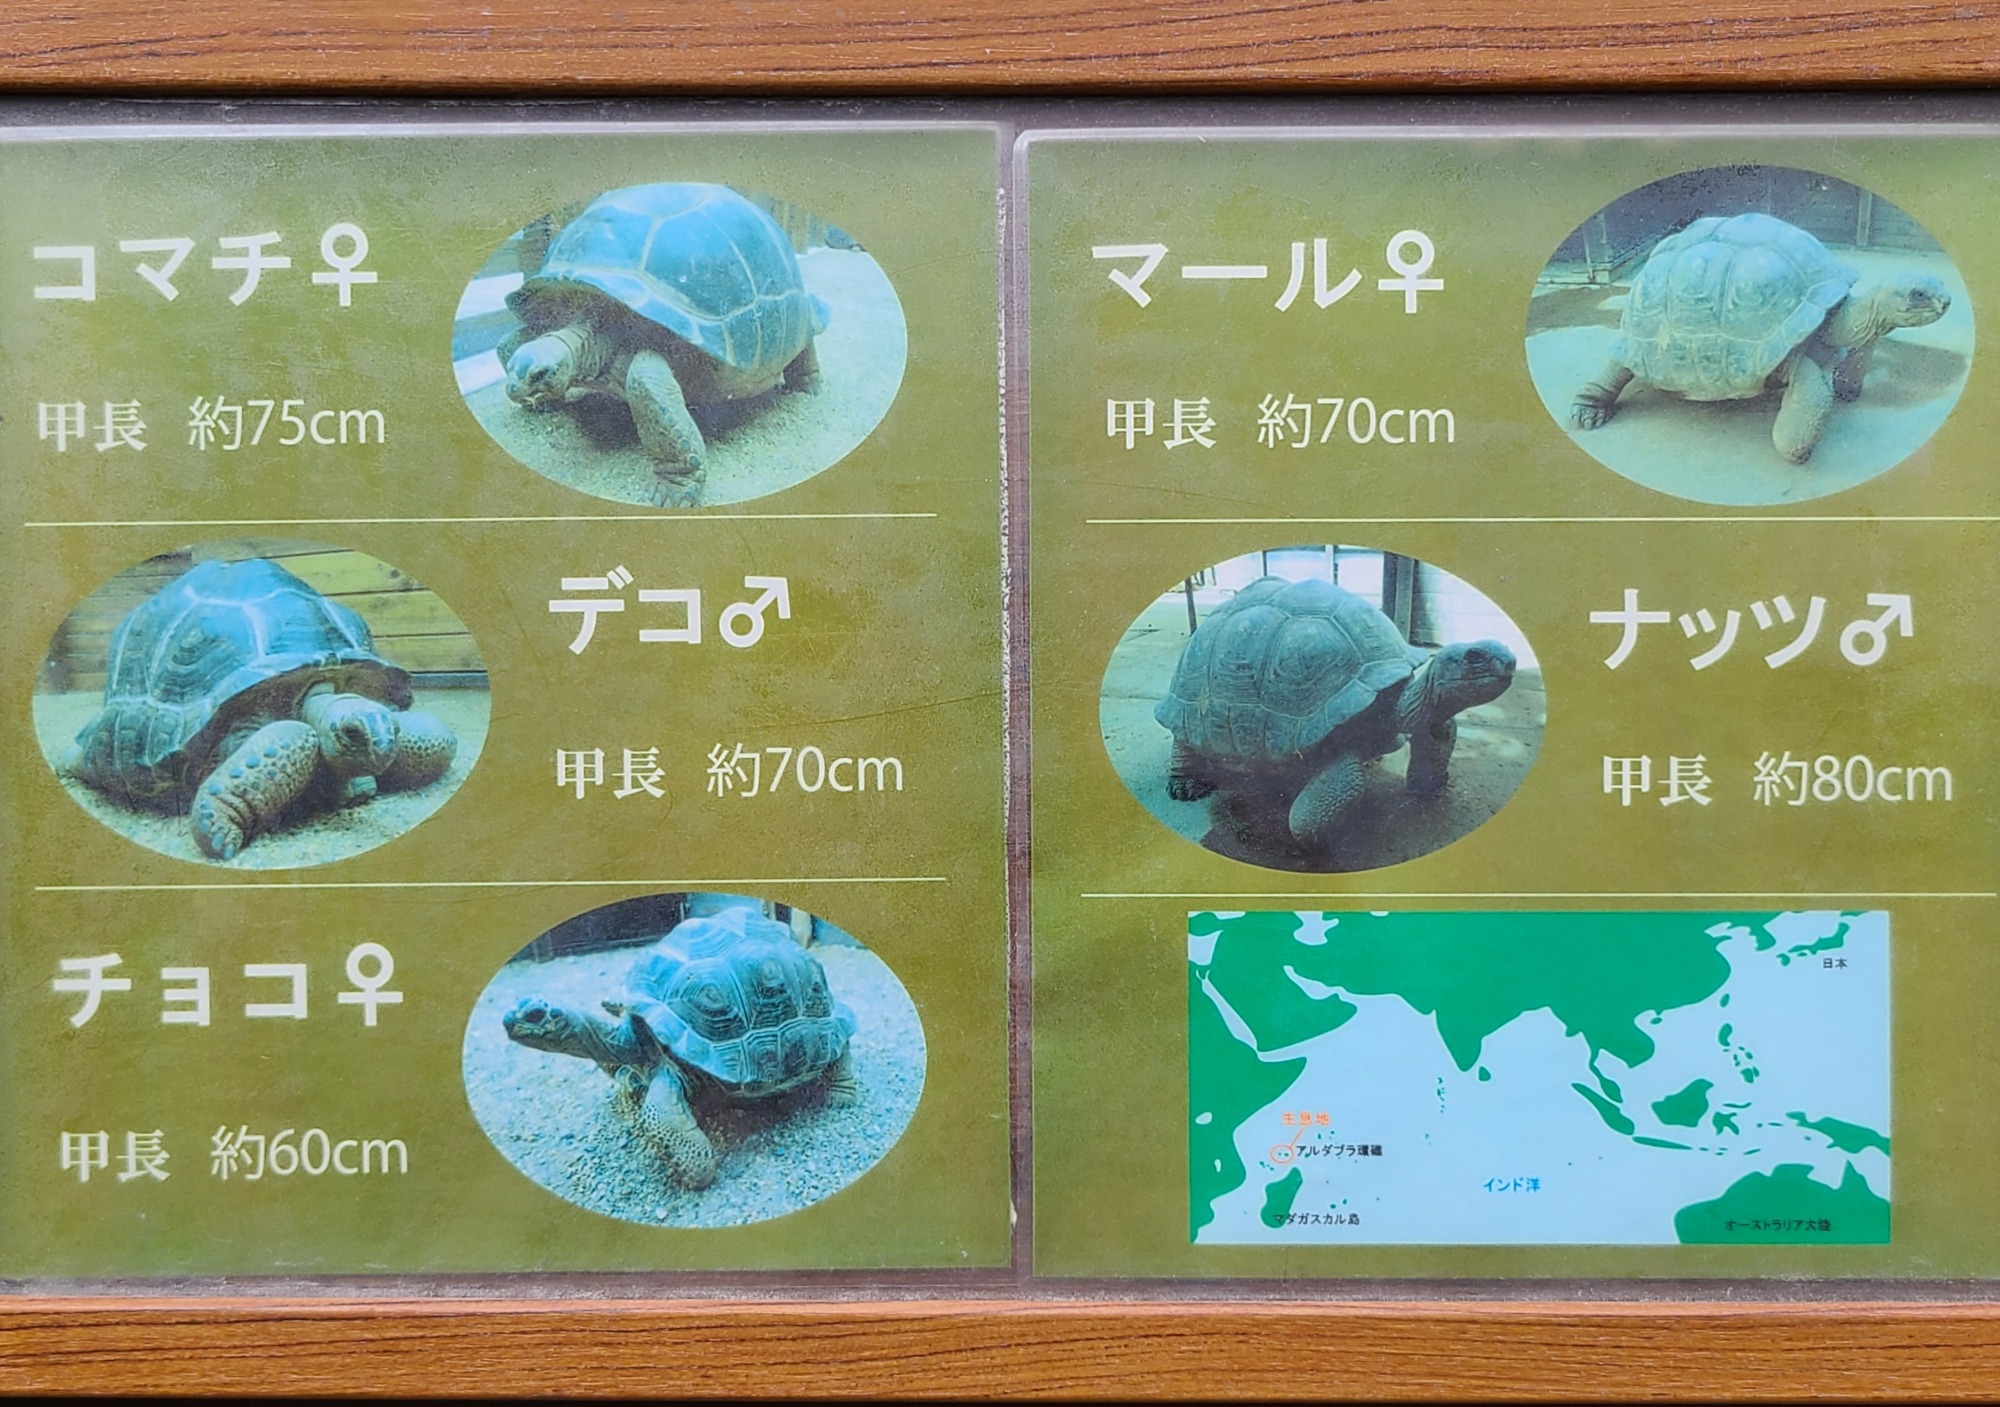 コマチ♀
甲長 約75cm
デコ♂
甲長 約70cm
チョコ♀
甲長 約60cm
マール♀
甲長 約70cm
ナッツ♂
甲長 約80cm
日本
生息地
アルダブラ環礁
インド洋
マダガスカル島
オーストラリア大陸